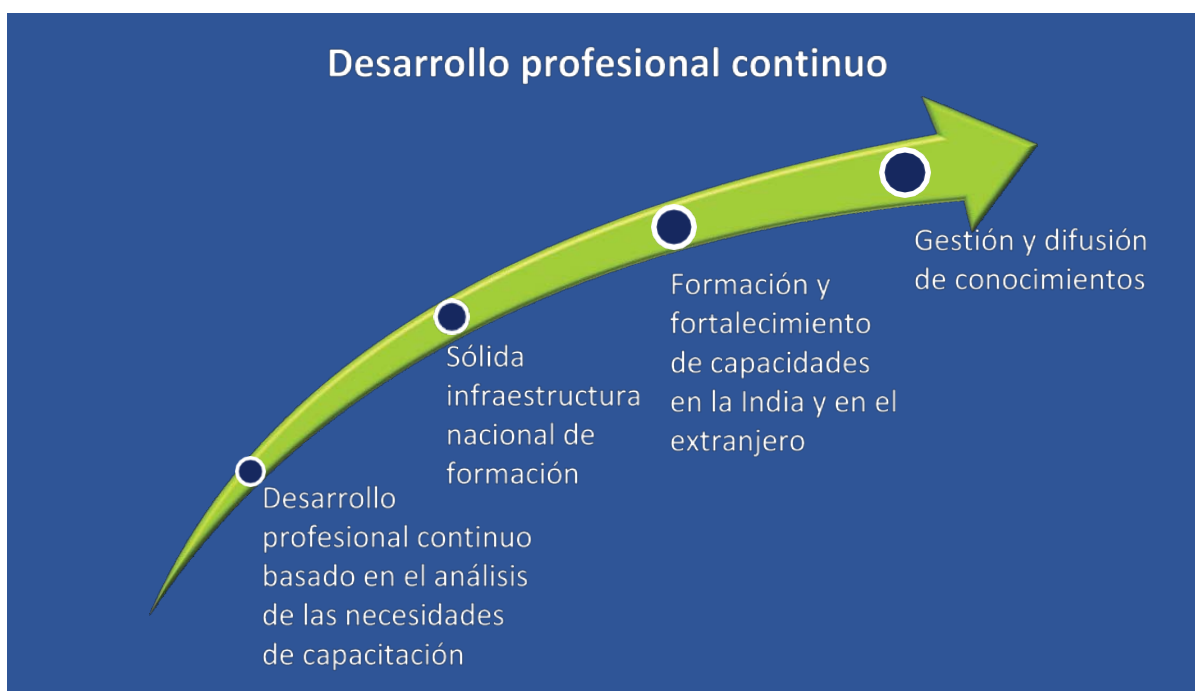 Desarrollo profesional continuo
Desarrollo
profesional continuo
basado en el análisis
de las necesidades
de capacitación
Sólida
infraestructura
nacional de
formación
Formación y
fortalecimiento
de capacidades
en la India y en el
extranjero
Gestión y difusión
de conocimientos